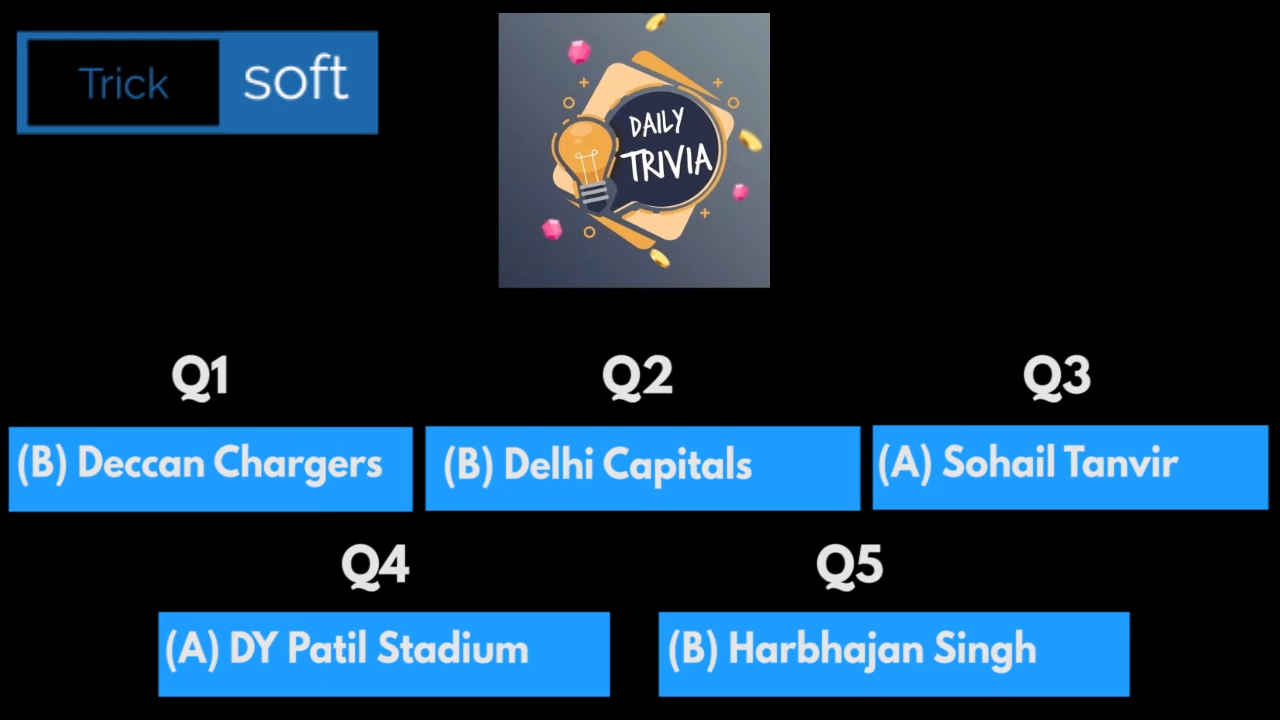 Trick soft
DAILY
TRIVIA
Q1 Q2 Q3
(B) Deccan Chargers (B) Delhi Capitals (A) Sohail Tanvir
Q4 Q5
(A) DY Patil Stadium (B) Harbhajan Singh